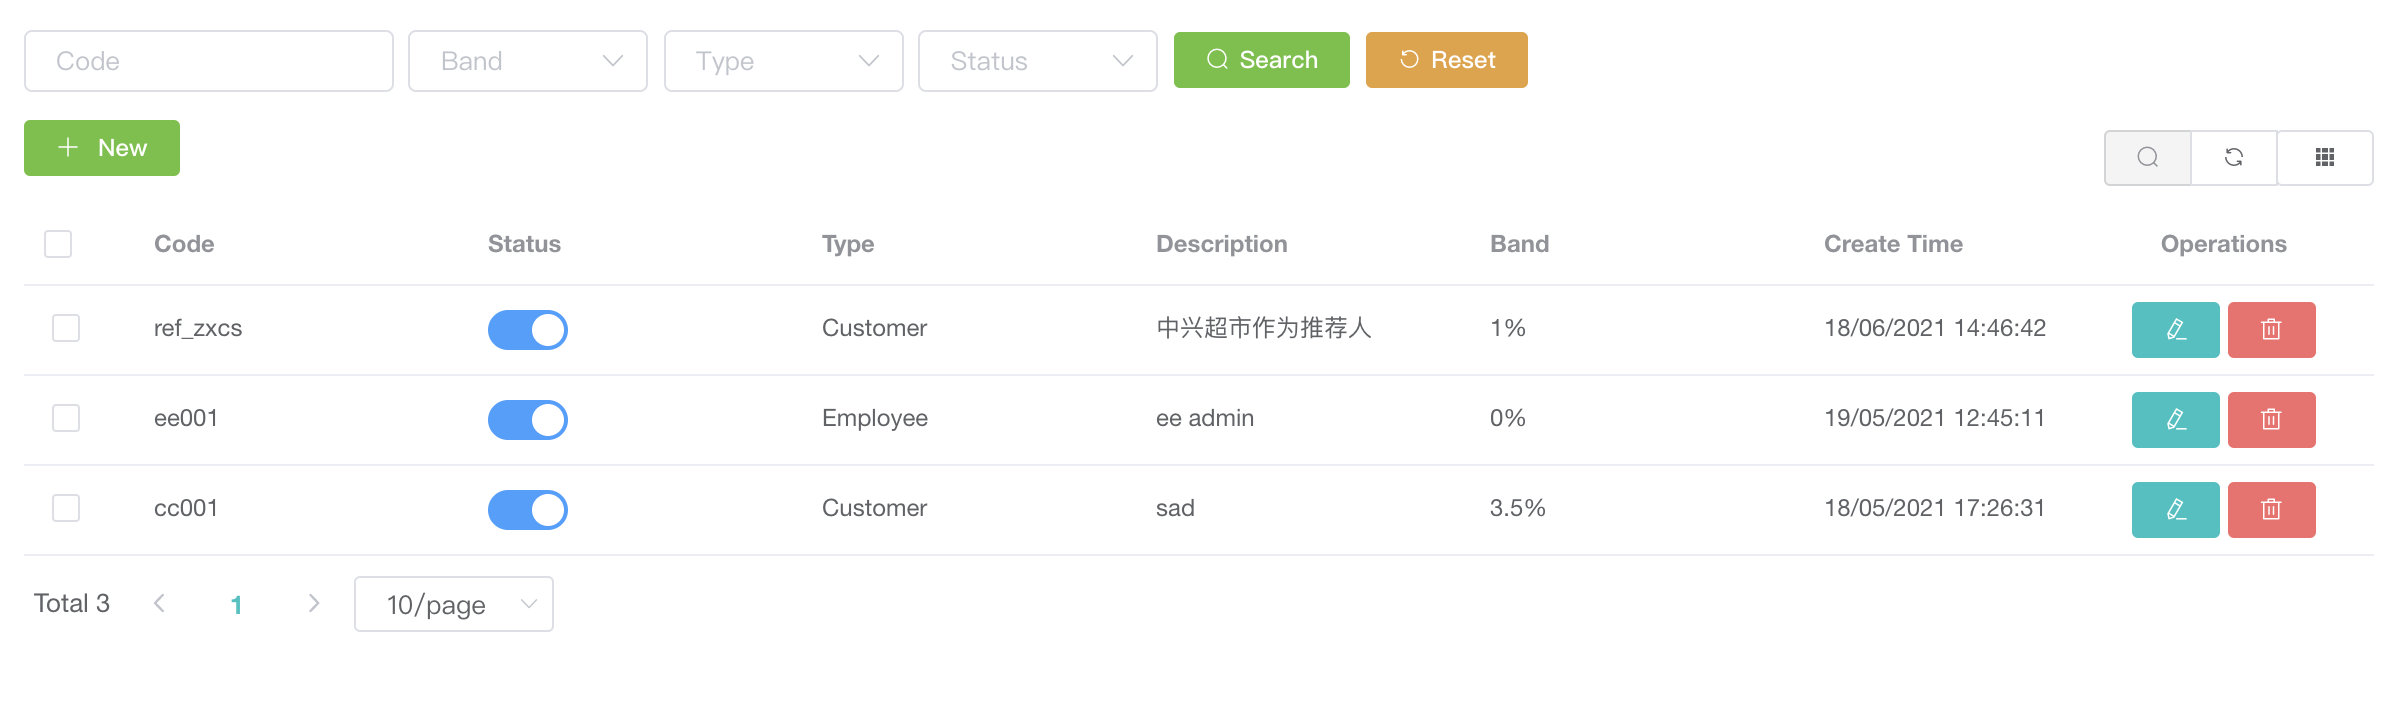 Code Band Type Status Search Reset
New
Code Status Type Description Band Create Time Operations
ref_zxcs Customer 中兴超市作为推荐人 1% 18/06/2021 14:46:42
ee001 Employee ee admin 0% 19/05/2021 12:45:11
cc001 Customer sad 3.5% 18/05/2021 17:26:31
Total 3 1 10/page